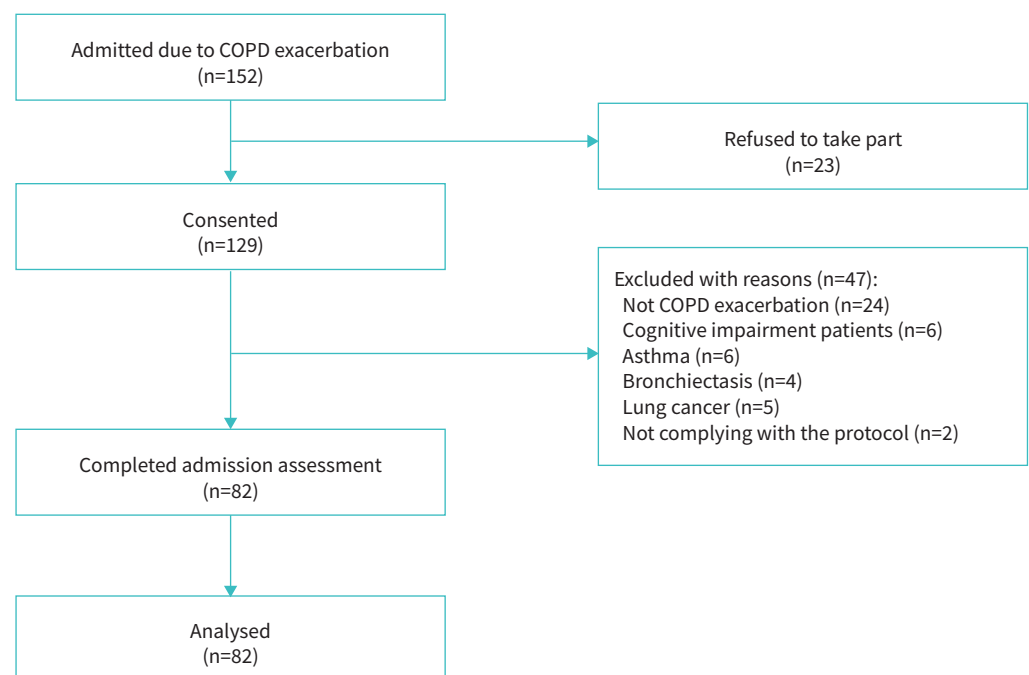 Admitted due to COPD exacerbation
(n=152)
Refused to take part
(n=23)
Consented
(n=129)
Excluded with reasons (n=47):
Not COPD exacerbation (n=24)
Cognitive impairment patients (n=6)
Asthma (n=6)
Bronchiectasis (n=4)
Lung cancer (n=5)
Not complying with the protocol (n=2)
Completed admission assessment
(n=82)
Analysed
(n=82)